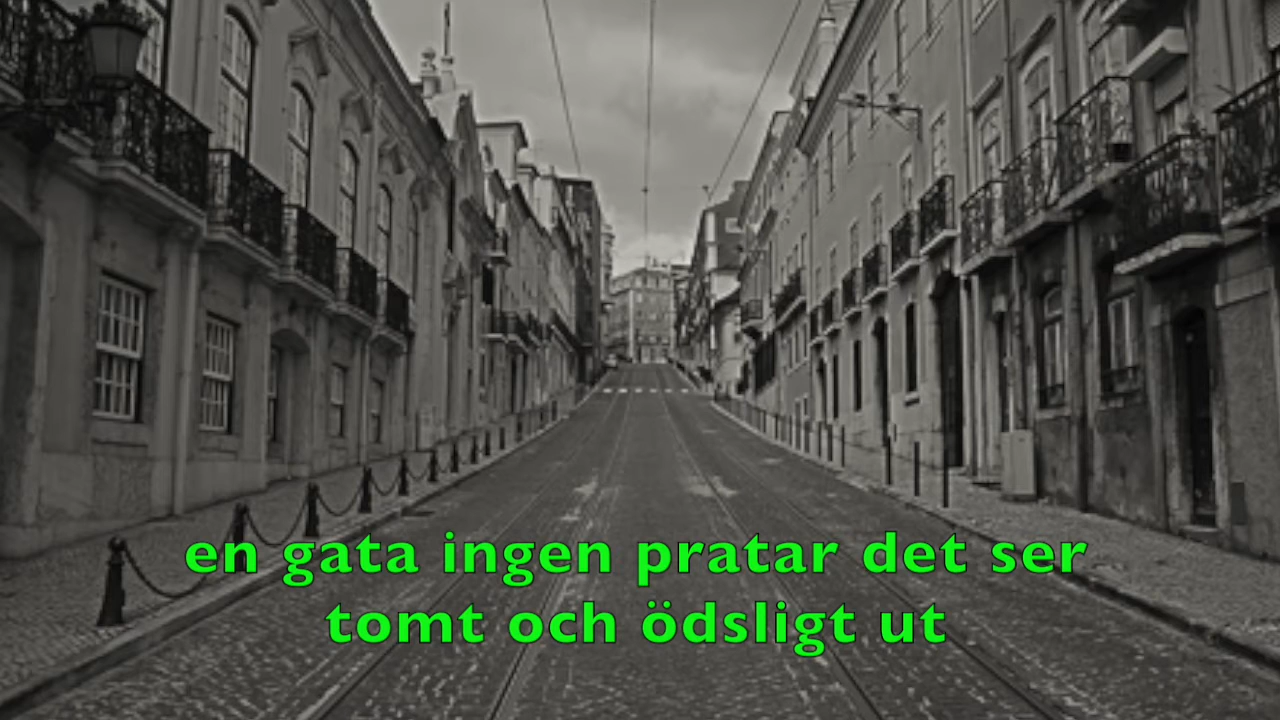 en gata ingen pratar det ser
tomt och ödsligt ut